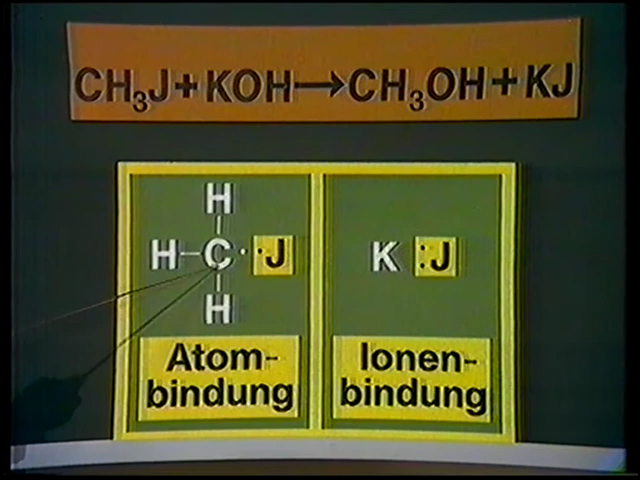 CH₃J + KOH → CH₃OH + KJ
H
H–C· ·J
H
K :J
Atom-
bindung
Ionen-
bindung